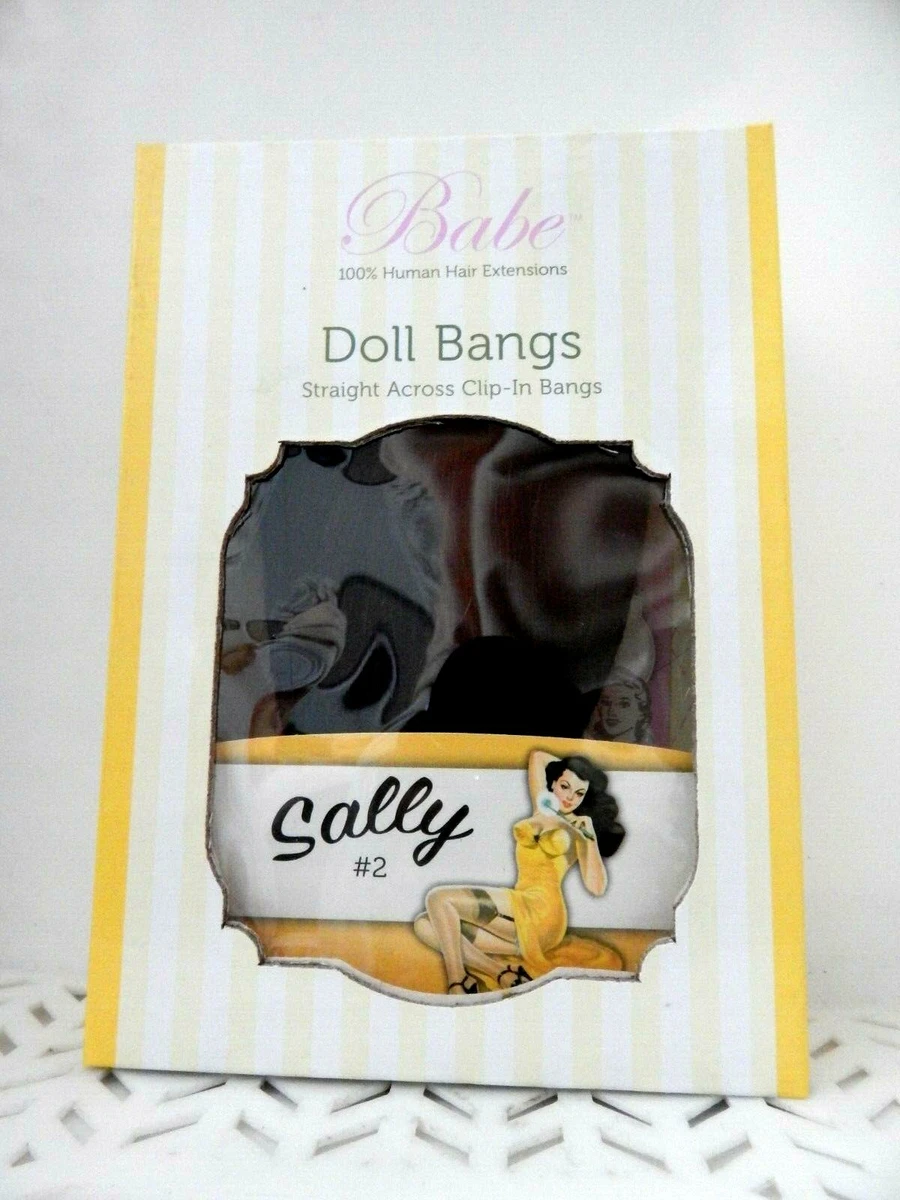 Babe™
100% Human Hair Extensions
Doll Bangs
Straight Across Clip-In Bangs
Sally
#2